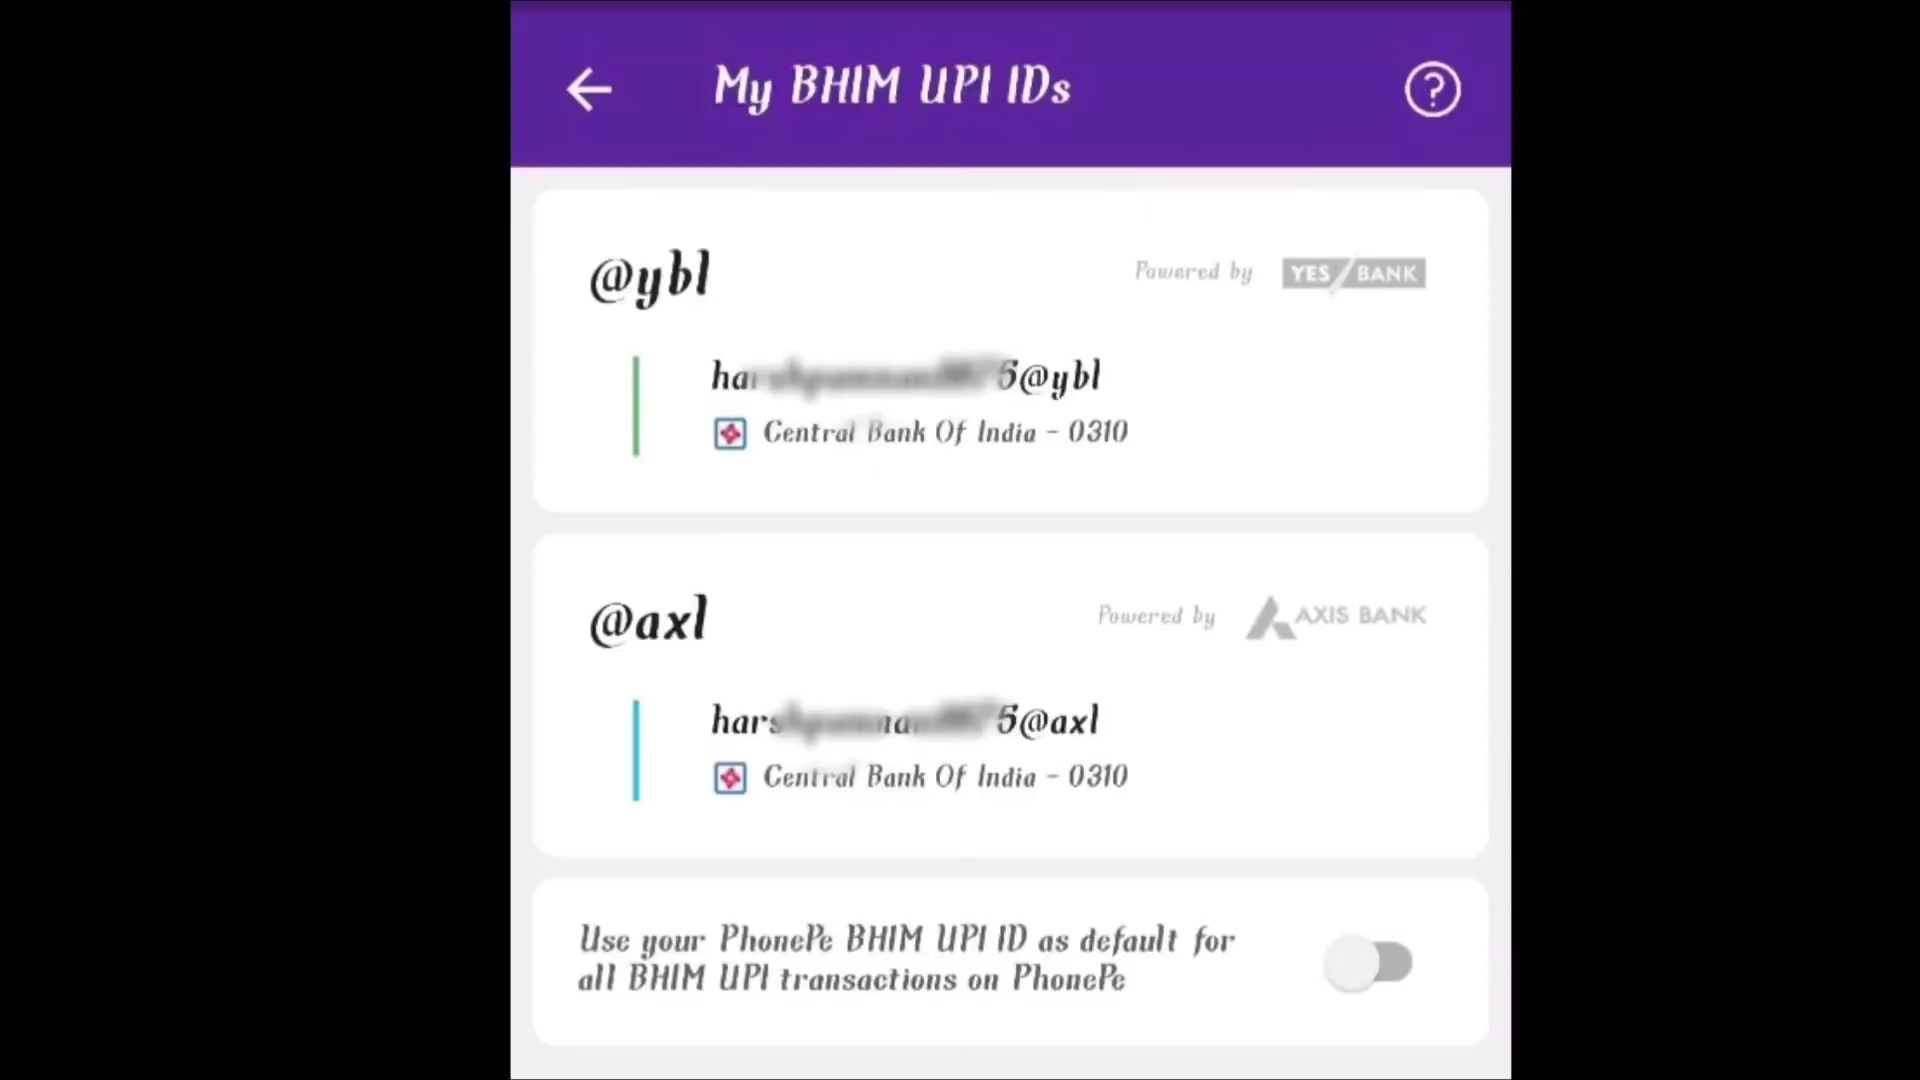 My BHIM UPI IDs
@ybl
Powered by YES BANK
5@ybl
Central Bank Of India - 0310
@axl
Powered by AXIS BANK
5@axl
Central Bank Of India - 0310
Use your PhonePe BHIM UPI ID as default for
all BHIM UPI transactions on PhonePe